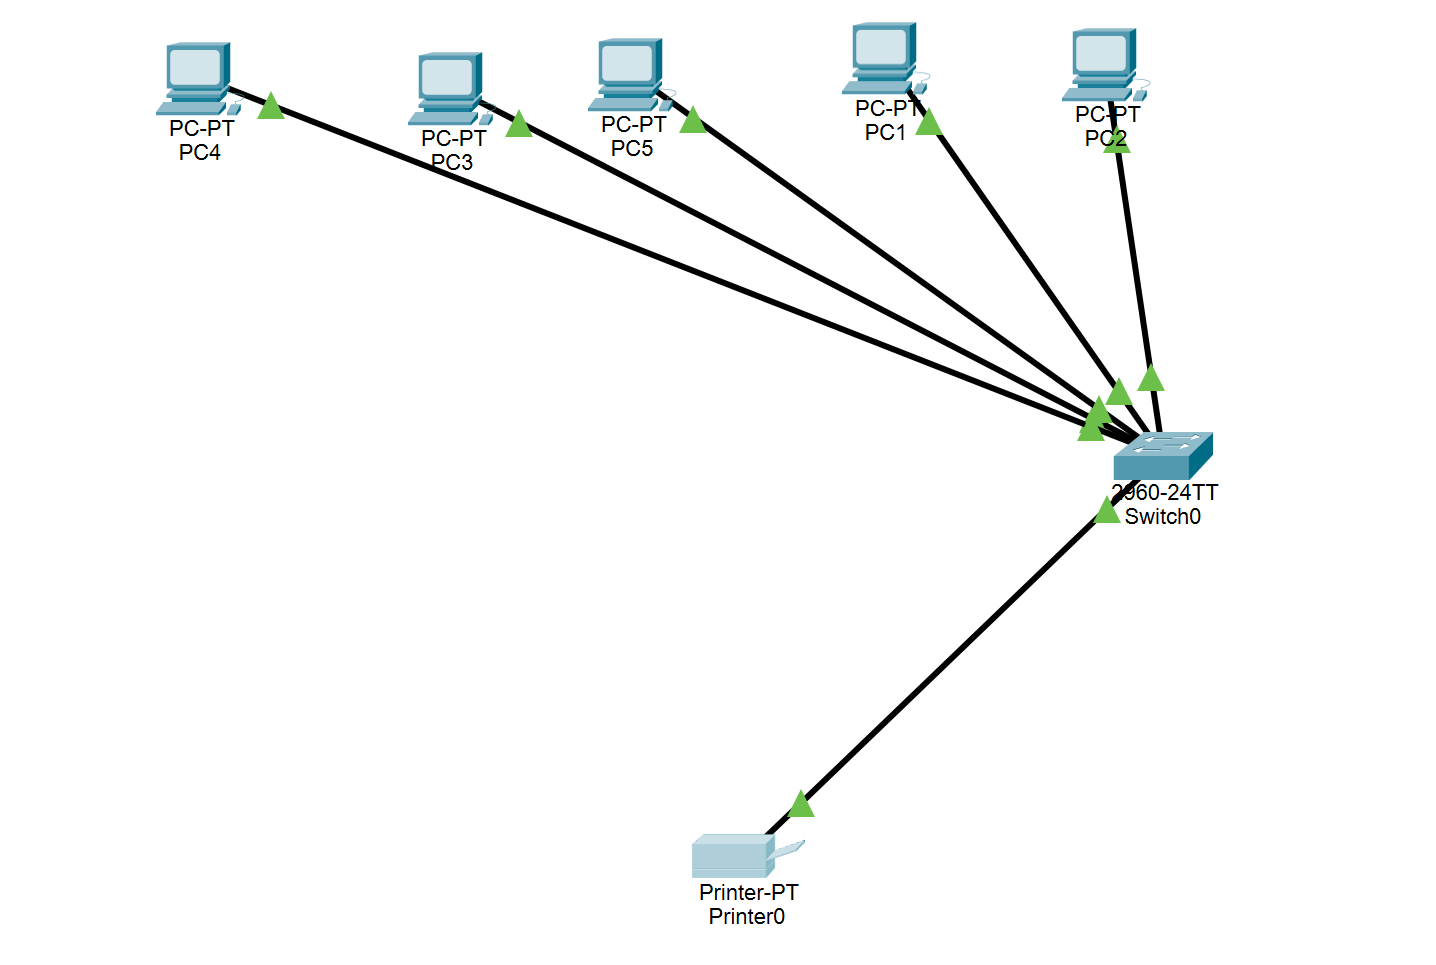 PC-PT
PC4
PC-PT
PC3
PC-PT
PC5
PC-PT
PC1
PC-PT
PC2
2960-24TT
Switch0
Printer-PT
Printer0